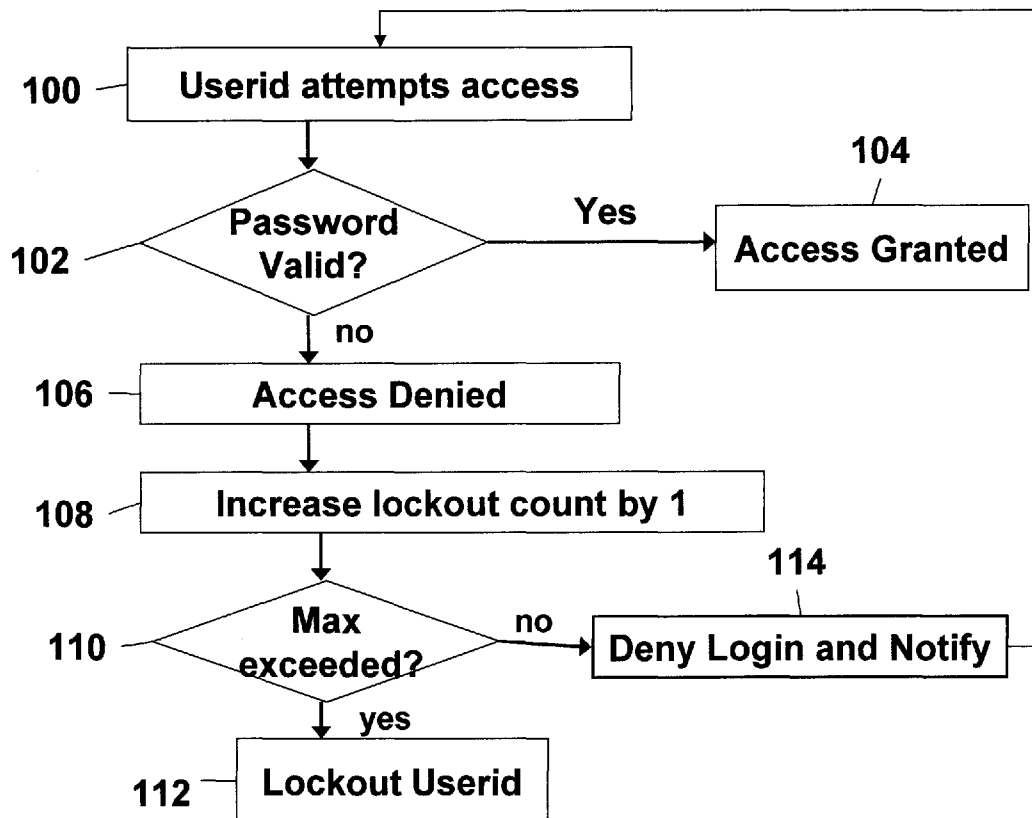 100
Userid attempts access
104
102
Password
Valid?
Yes
Access Granted
no
106
Access Denied
108
Increase lockout count by 1
114
110
Max
exceeded?
no
Deny Login and Notify
yes
112
Lockout Userid